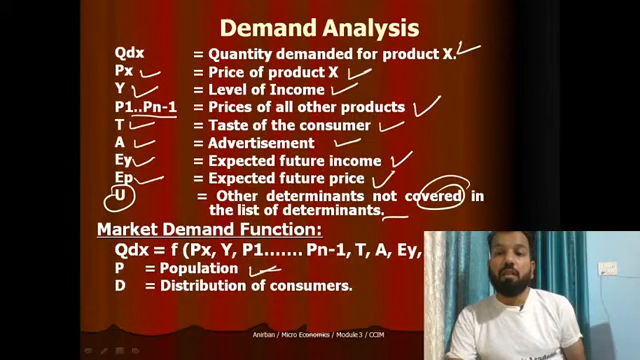 Demand Analysis
Qdx = Quantity demanded for product X.
Px = Price of product X
Y = Level of Income
P1..Pn-1 = Prices of all other products
T = Taste of the consumer
A = Advertisement
Ey = Expected future income
Ep = Expected future price
U = Other determinants not covered in
the list of determinants.
Market Demand Function:
Qdx = f (Px, Y, P1....... Pn-1, T, A, Ey,
P = Population
D = Distribution of consumers.
Anirban / Micro Economics / Module 3 / CCIM